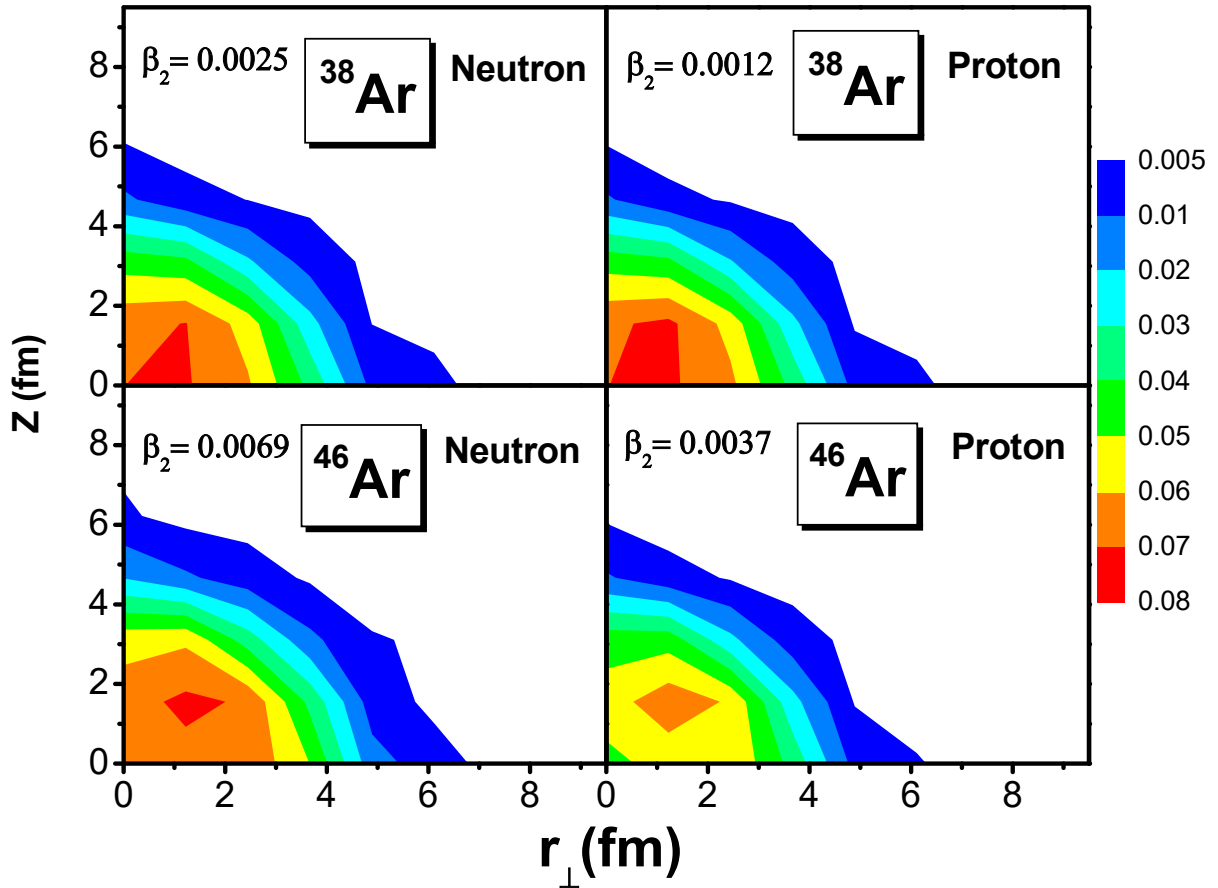 β₂= 0.0025 ³⁸Ar Neutron
β₂= 0.0012 ³⁸Ar Proton
8
6
4
2
0
β₂= 0.0069 ⁴⁶Ar Neutron
β₂= 0.0037 ⁴⁶Ar Proton
8
6
4
2
0
0 2 4 6 8
0 2 4 6 8
Z (fm)
r⊥(fm)
0.005
0.01
0.02
0.03
0.04
0.05
0.06
0.07
0.08